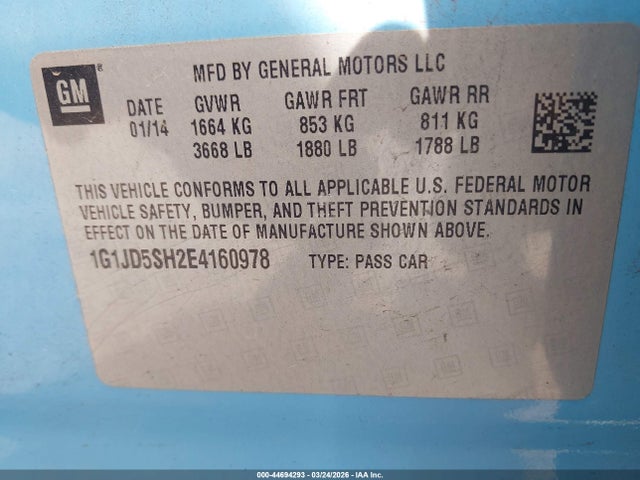 GM ®
MFD BY GENERAL MOTORS LLC
DATE GVWR GAWR FRT GAWR RR
01/14 1664 KG 853 KG 811 KG
3668 LB 1880 LB 1788 LB
THIS VEHICLE CONFORMS TO ALL APPLICABLE U.S. FEDERAL MOTOR
VEHICLE SAFETY, BUMPER, AND THEFT PREVENTION STANDARDS IN
EFFECT ON THE DATE OF MANUFACTURE SHOWN ABOVE.
1G1JD5SH2E4160978 TYPE: PASS CAR
000-44694293 - 03/24/2026 - IAA Inc.